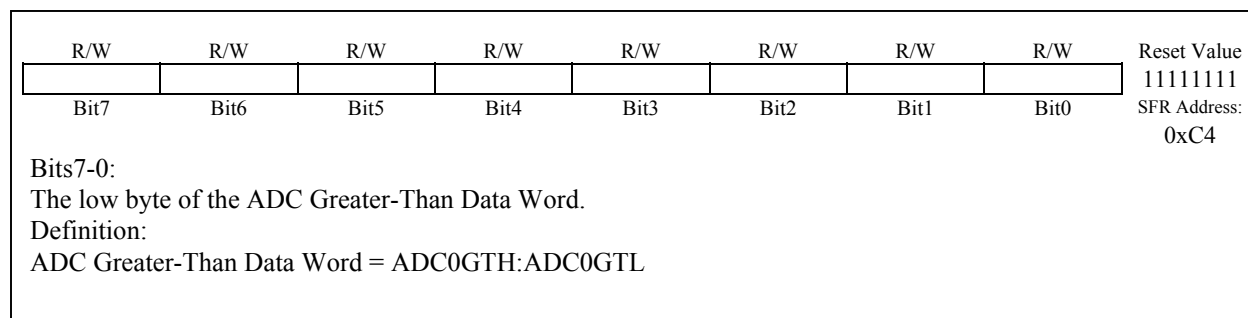 R/W R/W R/W R/W R/W R/W R/W R/W Reset Value
11111111
Bit7 Bit6 Bit5 Bit4 Bit3 Bit2 Bit1 Bit0 SFR Address:
0xC4
Bits7-0:
The low byte of the ADC Greater-Than Data Word.
Definition:
ADC Greater-Than Data Word = ADC0GTH:ADC0GTL